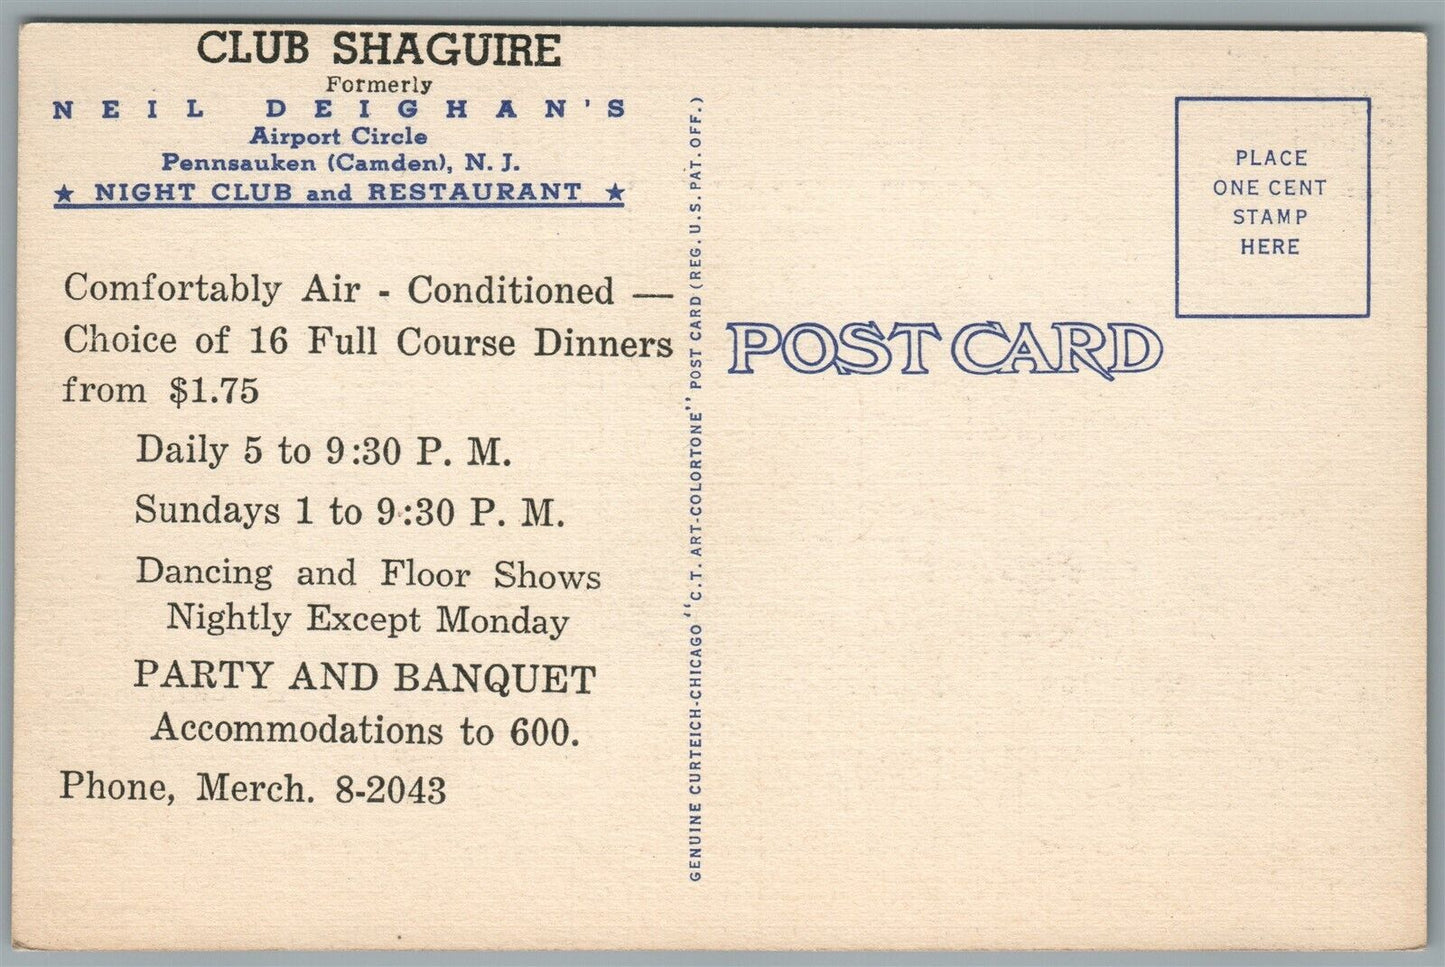 CLUB SHAGUIRE
Formerly
NEIL DEIGHAN'S
Airport Circle
Pennsauken (Camden), N. J.
★ NIGHT CLUB and RESTAURANT ★
Comfortably Air - Conditioned —
Choice of 16 Full Course Dinners
from $1.75
Daily 5 to 9:30 P. M.
Sundays 1 to 9:30 P. M.
Dancing and Floor Shows
Nightly Except Monday
PARTY AND BANQUET
Accommodations to 600.
Phone, Merch. 8-2043
GENUINE CURTEICH-CHICAGO "C.T. ART-COLORTONE" POST CARD (REG. U.S. PAT. OFF.)
POST CARD
PLACE
ONE CENT
STAMP
HERE